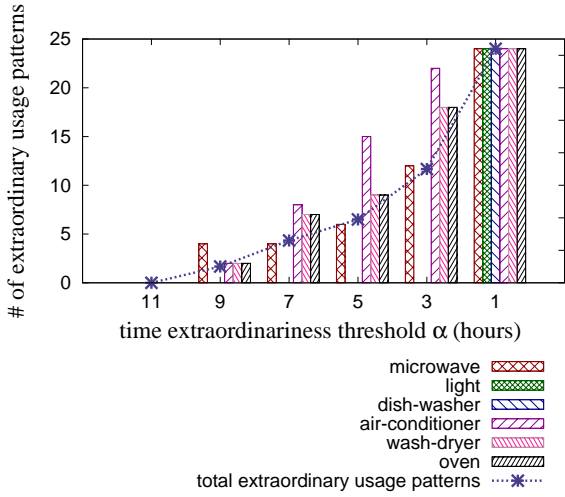 # of extraordinary usage patterns
25
20
15
10
5
0
11 9 7 5 3 1
time extraordinariness threshold α (hours)
microwave
light
dish-washer
air-conditioner
wash-dryer
oven
total extraordinary usage patterns